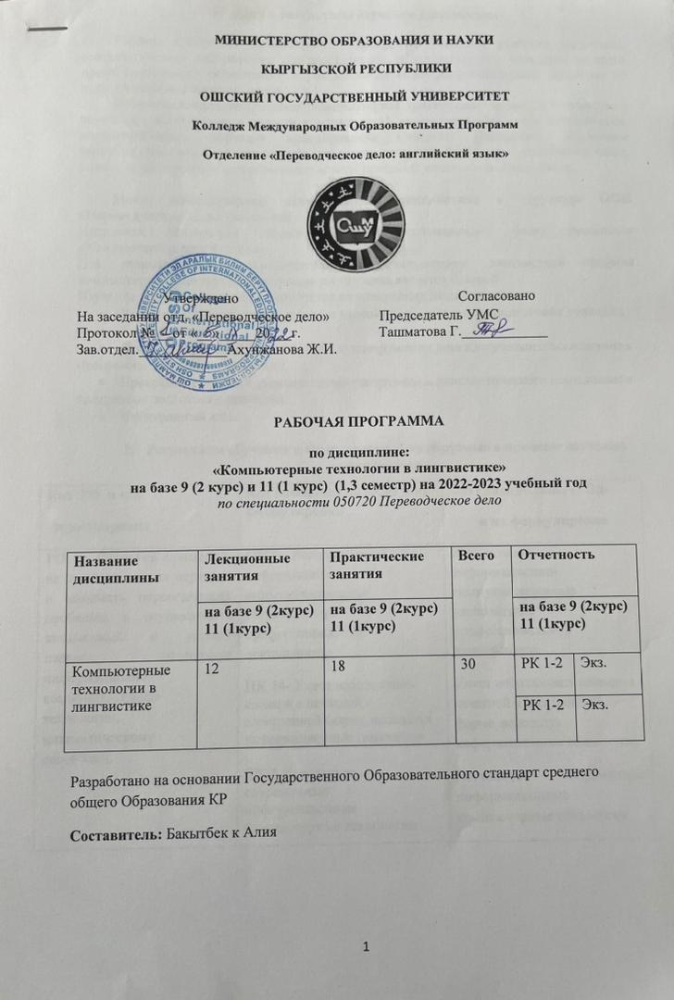 МИНИСТЕРСТВО ОБРАЗОВАНИЯ И НАУКИ
КЫРГЫЗСКОЙ РЕСПУБЛИКИ
ОШСКИЙ ГОСУДАРСТВЕННЫЙ УНИВЕРСИТЕТ
Колледж Международных Образовательных Программ
Отделение «Переводческое дело: английский язык»
ОшМУ
Утверждено
На заседании отд. «Переводческое дело»
Протокол № 1 от « » 2022 г.
Зав.отдел. Ахунжанова Ж.И.
College
Of
International
Educational
Programs
Согласовано
Председатель УМС
Ташматова Г.
РАБОЧАЯ ПРОГРАММА
по дисциплине:
«Компьютерные технологии в лингвистике»
на базе 9 (2 курс) и 11 (1 курс) (1,3 семестр) на 2022-2023 учебный год
по специальности 050720 Переводческое дело
Название дисциплины Лекционные занятия Практические занятия Всего Отчетность
на базе 9 (2курс) 11 (1курс) на базе 9 (2курс) 11 (1курс) на базе 9 (2курс) 11 (1курс)
Компьютерные технологии в лингвистике 12 18 30 РК 1-2 Экз.
РК 1-2 Экз.
Разработано на основании Государственного Образовательного стандарт среднего
общего Образования КР
Составитель: Бакытбек к Алия
1